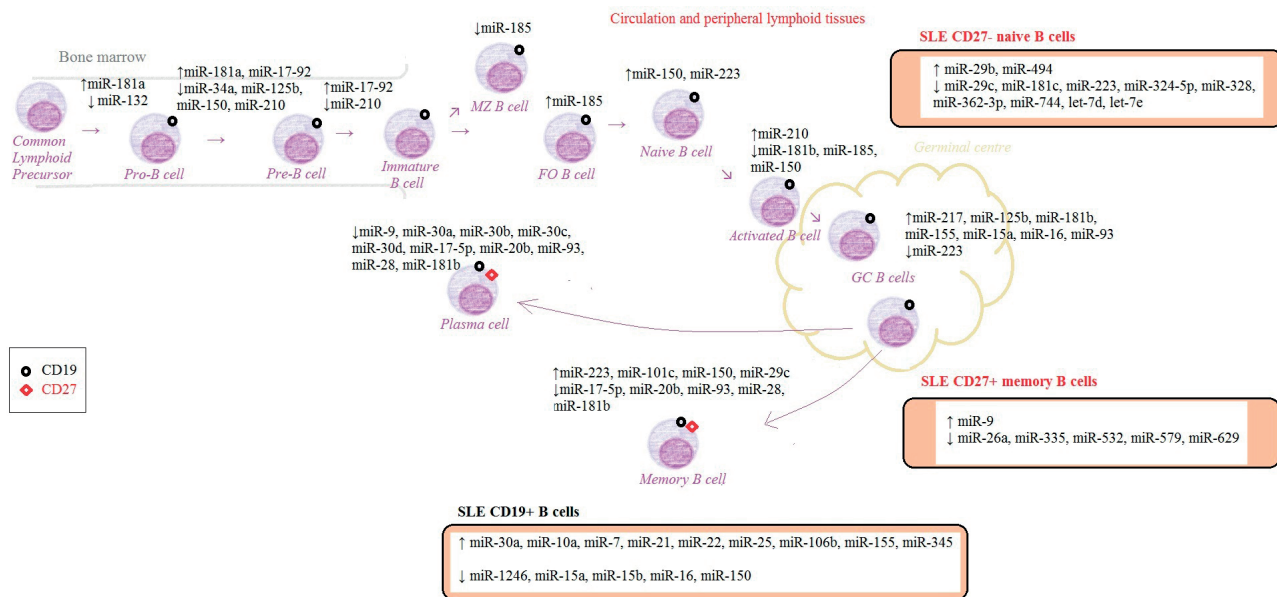 Circulation and peripheral lymphoid tissues
Bone marrow
↑miR-181a
↓ miR-132
↑miR-181a, miR-17-92
↓miR-34a, miR-125b,
miR-150, miR-210
↑miR-17-92
↓miR-210
↓miR-185
MZ B cell
↑miR-185
↑miR-150, miR-223
Common
Lymphoid
Precursor
Pro-B cell
Pre-B cell
Immature
B cell
FO B cell
Naive B cell
SLE CD27- naive B cells
↑ miR-29b, miR-494
↓ miR-29c, miR-181c, miR-223, miR-324-5p, miR-328,
miR-362-3p, miR-744, let-7d, let-7e
↑miR-210
↓miR-181b, miR-185,
miR-150
Activated B cell
Germinal centre
↑miR-217, miR-125b, miR-181b,
miR-155, miR-15a, miR-16, miR-93
↓miR-223
GC B cells
↓miR-9, miR-30a, miR-30b, miR-30c,
miR-30d, miR-17-5p, miR-20b, miR-93,
miR-28, miR-181b
Plasma cell
CD19
CD27
↑miR-223, miR-101c, miR-150, miR-29c
↓miR-17-5p, miR-20b, miR-93, miR-28,
miR-181b
Memory B cell
SLE CD27+ memory B cells
↑ miR-9
↓ miR-26a, miR-335, miR-532, miR-579, miR-629
SLE CD19+ B cells
↑ miR-30a, miR-10a, miR-7, miR-21, miR-22, miR-25, miR-106b, miR-155, miR-345
↓ miR-1246, miR-15a, miR-15b, miR-16, miR-150